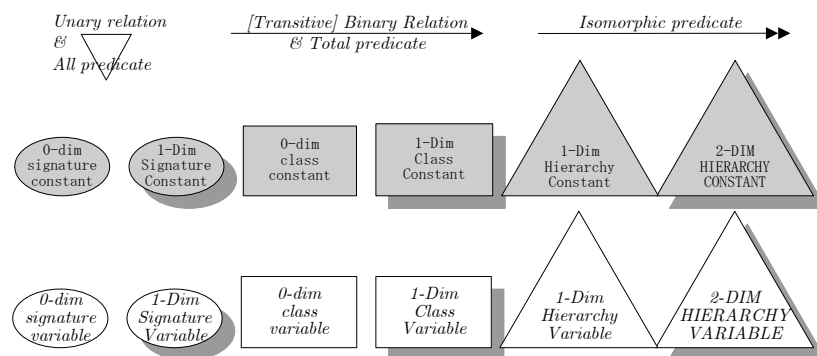 Unary relation
&
All predicate
[Transitive] Binary Relation
& Total predicate
Isomorphic predicate
0-dim
signature
constant
1-Dim
Signature
Constant
0-dim
class
constant
1-Dim
Class
Constant
1-Dim
Hierarchy
Constant
2-DIM
HIERARCHY
CONSTANT
0-dim
signature
variable
1-Dim
Signature
Variable
0-dim
class
variable
1-Dim
Class
Variable
1-Dim
Hierarchy
Variable
2-DIM
HIERARCHY
VARIABLE